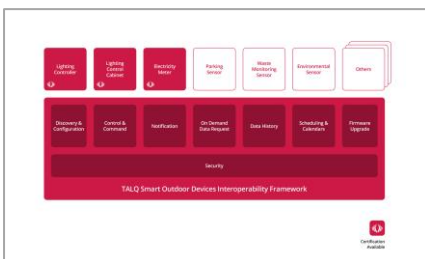 Lighting
Controller
Lighting
Control
Cabinet
Electricity
Meter
Parking
Sensor
Waste
Monitoring
Sensor
Environmental
Sensor
Others
Discovery &
Configuration
Control &
Command
Notification
On Demand
Data Request
Data History
Scheduling &
Calendars
Firmware
Upgrade
Security
TALQ Smart Outdoor Devices Interoperability Framework
Certification
Available